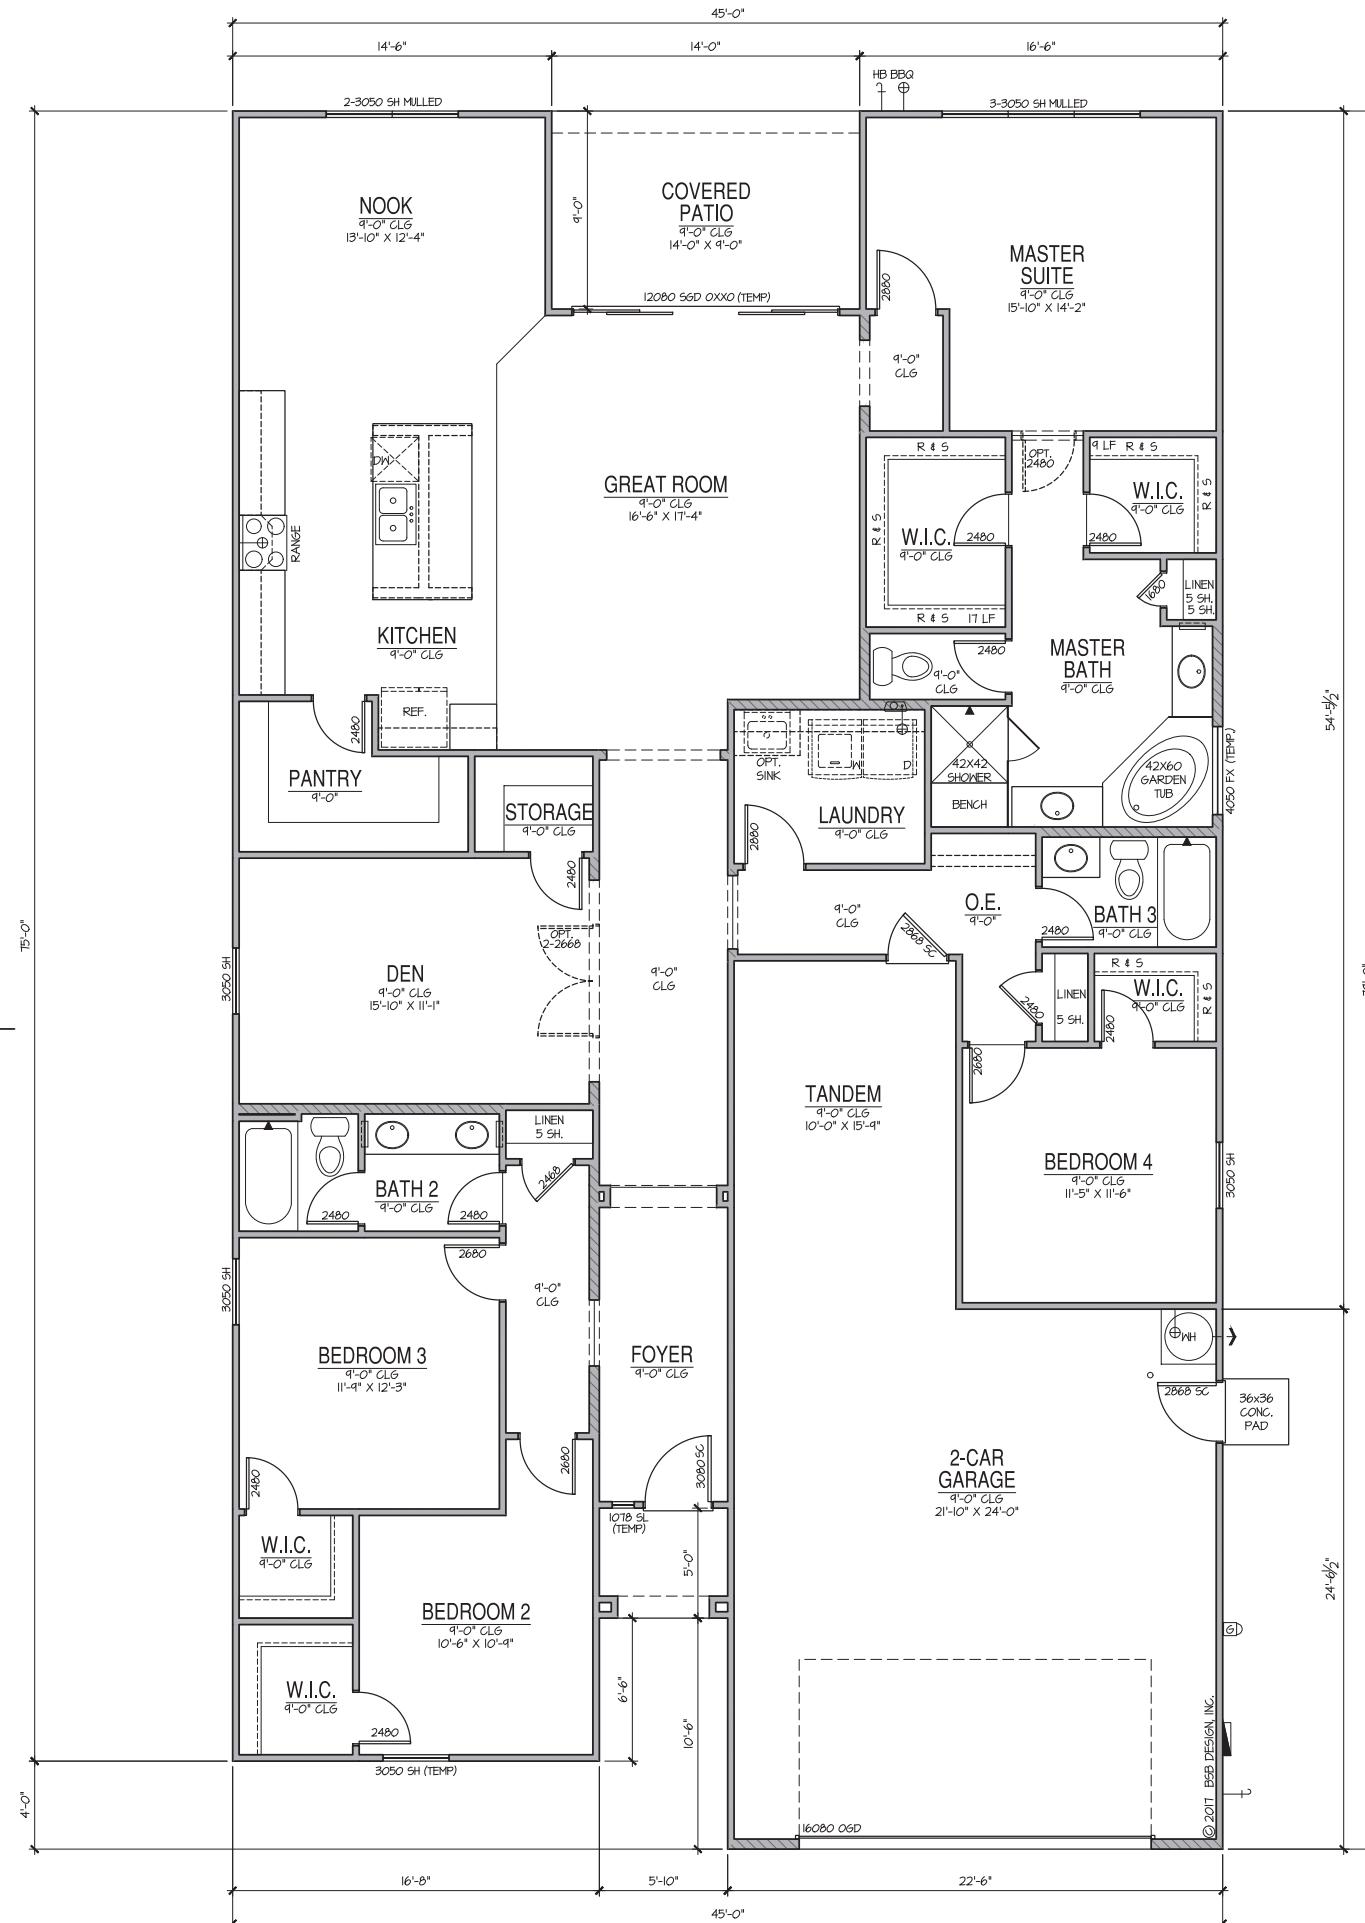 45'-0"
14'-6"
14'-0"
16'-6"
HB BBQ
2-3050 SH MULLED
3-3050 SH MULLED
NOOK
9'-0" CLG
13'-10" X 12'-4"
9'-0"
COVERED
PATIO
9'-0" CLG
14'-0" X 9'-0"
MASTER
SUITE
9'-0" CLG
15'-10" X 14'-2"
2880
12080 SGD OXXO (TEMP)
9'-0"
CLG
R & S
OPT.
2480
9 LF R & S
DW
GREAT ROOM
9'-0" CLG
16'-6" X 17'-4"
W.I.C.
9'-0" CLG
R & S
R & S
RANGE
W.I.C.
9'-0" CLG
2480
2480
1680
LINEN
5 SH.
5 SH.
R & S 17 LF
KITCHEN
9'-0" CLG
2480
9'-0"
CLG
MASTER
BATH
9'-0" CLG
54'-5 1/2"
REF.
2480
PANTRY
9'-0"
OPT.
SINK
W
D
42X42
SHOWER
BENCH
42X60
GARDEN
TUB
4050 FX (TEMP.)
STORAGE
9'-0" CLG
LAUNDRY
9'-0" CLG
2880
2480
O.E.
9'-0"
BATH 3
9'-0" CLG
2480
9'-0"
CLG
2868 SC
75'-0"
OPT.
2-2668
3050 SH
DEN
9'-0" CLG
15'-10" X 11'-1"
9'-0"
CLG
R & S
W.I.C.
9'-0" CLG
R & S
LINEN
5 SH.
2480
2480
2680
TANDEM
9'-0" CLG
10'-0" X 15'-9"
LINEN
5 SH.
2468
BEDROOM 4
9'-0" CLG
11'-5" X 11'-6"
3050 SH
BATH 2
9'-0" CLG
2480
2480
2680
3050 SH
9'-0"
CLG
WH
BEDROOM 3
9'-0" CLG
11'-9" X 12'-3"
FOYER
9'-0" CLG
2868 SC
36x36
CONC.
PAD
2480
2680
3080 SC
2-CAR
GARAGE
9'-0" CLG
21'-10" X 24'-0"
1078 SL
(TEMP)
W.I.C.
9'-0" CLG
5'-0"
24'-6 1/2"
BEDROOM 2
9'-0" CLG
10'-6" X 10'-9"
G
W.I.C.
9'-0" CLG
6'-6"
10'-6"
2480
3050 SH (TEMP)
4'-0"
16080 OGD
© 2017 BSB DESIGN, INC.
16'-8"
5'-10"
22'-6"
45'-0"